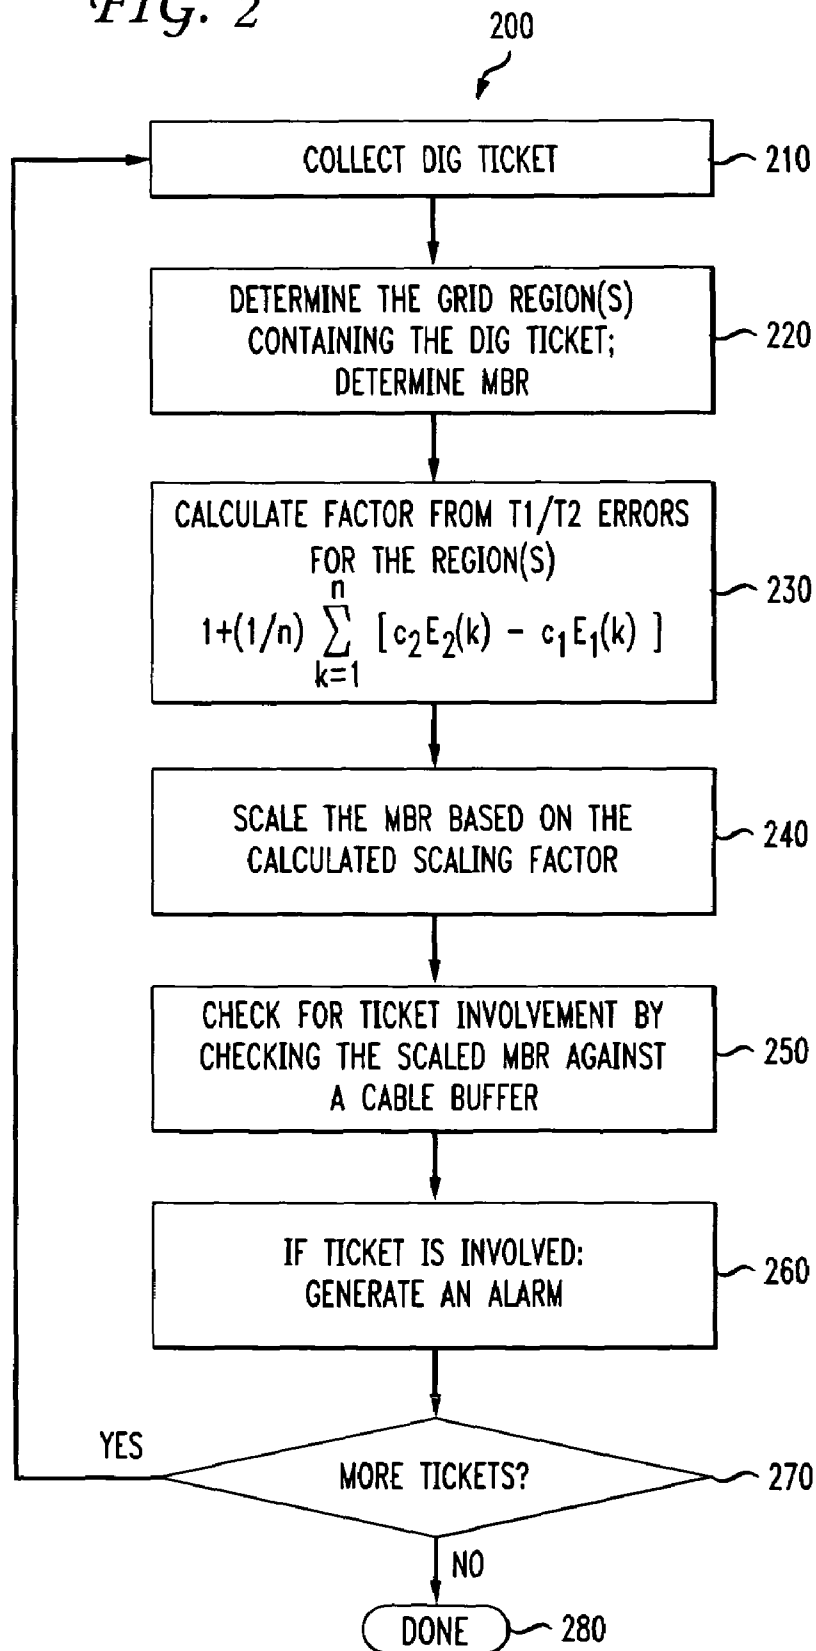 FIG. 2
200
COLLECT DIG TICKET
210
DETERMINE THE GRID REGION(S)
CONTAINING THE DIG TICKET;
DETERMINE MBR
220
CALCULATE FACTOR FROM T1/T2 ERRORS
FOR THE REGION(S)
1+(1/n) n∑k=1 [c₂E₂(k) - c₁E₁(k) ]
230
SCALE THE MBR BASED ON THE
CALCULATED SCALING FACTOR
240
CHECK FOR TICKET INVOLVEMENT BY
CHECKING THE SCALED MBR AGAINST
A CABLE BUFFER
250
IF TICKET IS INVOLVED:
GENERATE AN ALARM
260
YES
MORE TICKETS?
270
NO
DONE
280